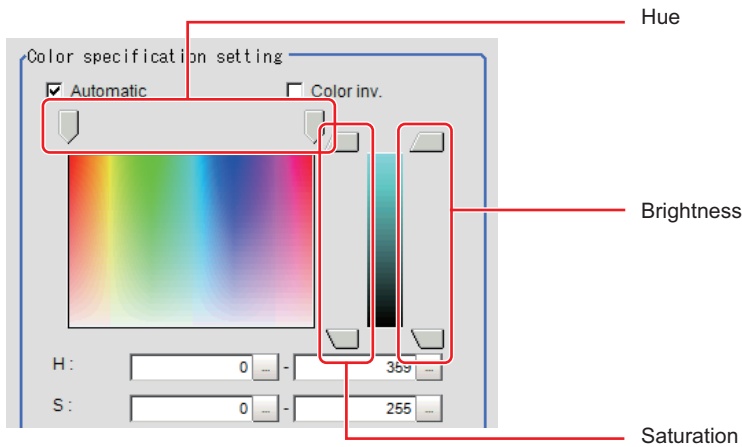 Hue
Color specification setting
Automatic
Color inv.
Brightness
H :
0 ... - 359 ...
S :
0 ... - 255 ...
Saturation